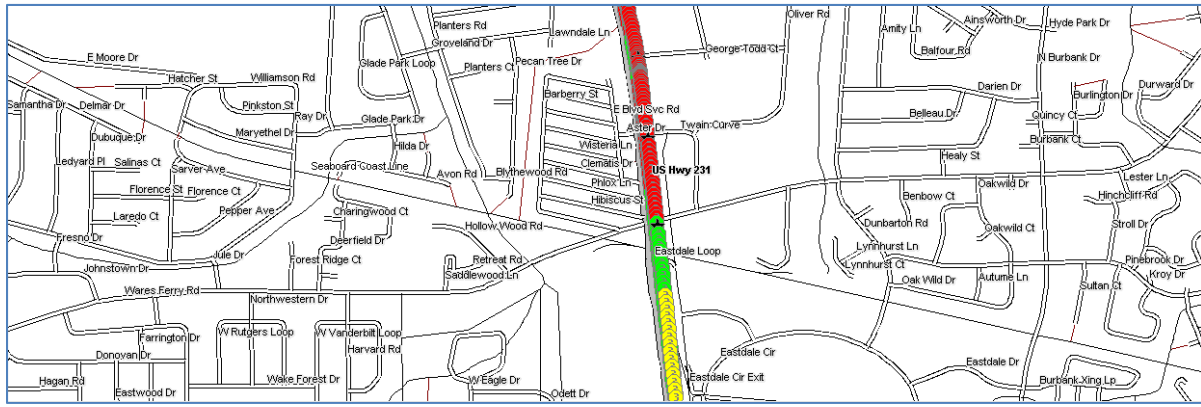 Planters Rd
Lawndale Ln
Oliver Rd
Amity Ln
Ainsworth Dr
Hyde Park Dr
E Moore Dr
Groveland Dr
George Todd Ct
Balfour Rd
Glade Park Loop
Planters Ct
Pecan Tree Dr
N Burbank Dr
Hatcher St
Williamson Rd
Darien Dr
Durward Dr
Samantha Dr
Delmar Dr
Pinkston St
Barberry St
Burlington Dr
E Blvd Svc Rd
Belleau Dr
Quincy Ct
Ray Dr
Glade Park Dr
Aster Dr
Twain Curve
Dubuque Dr
Maryethel Dr
Hilda Dr
Wisteria Ln
Burbank Ct
Ledyard Pl
Salinas Ct
Sarver Ave
Seaboard Coast Line
Avon Rd
Blythewood Rd
Clematis Dr
US Hwy 231
Healy St
Lester Ln
Florence St
Florence Ct
Phlox Ln
Benbow Ct
Oakwild Dr
Hinchcliff Rd
Laredo Ct
Pepper Ave
Charingwood Ct
Hibiscus St
Dunbarton Rd
Oakwild Ct
Stroll Dr
Fresno Dr
Deerfield Dr
Hollow Wood Rd
Eastdale Loop
Lynnhurst Ln
Johnstown Dr
Jule Dr
Forest Ridge Ct
Retreat Rd
Saddlewood Ln
Lynnhurst Ct
Oak Wild Dr
Autume Ln
Pinebrook Dr
Kroy Dr
Sultan Ct
Wares Ferry Rd
Northwestern Dr
Farrington Dr
W Rutgers Loop
W Vanderbilt Loop
Harvard Rd
Donovan Dr
Eastdale Cir
Eastdale Dr
Hagan Rd
Eastwood Dr
Wake Forest Dr
W Eagle Dr
Odett Dr
Eastdale Cir Exit
Burbank Xing Lp